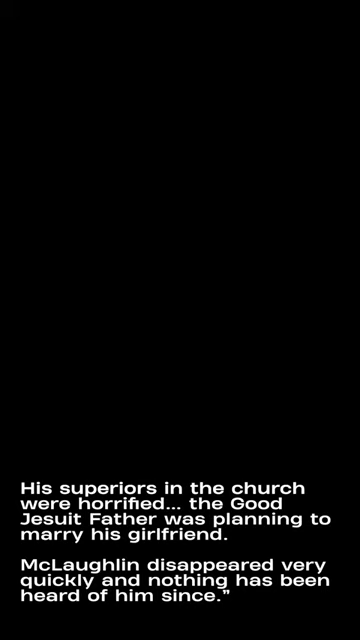 His superiors in the church
were horrified... the Good
Jesuit Father was planning to
marry his girlfriend.
McLaughlin disappeared very
quickly and nothing has been
heard of him since."